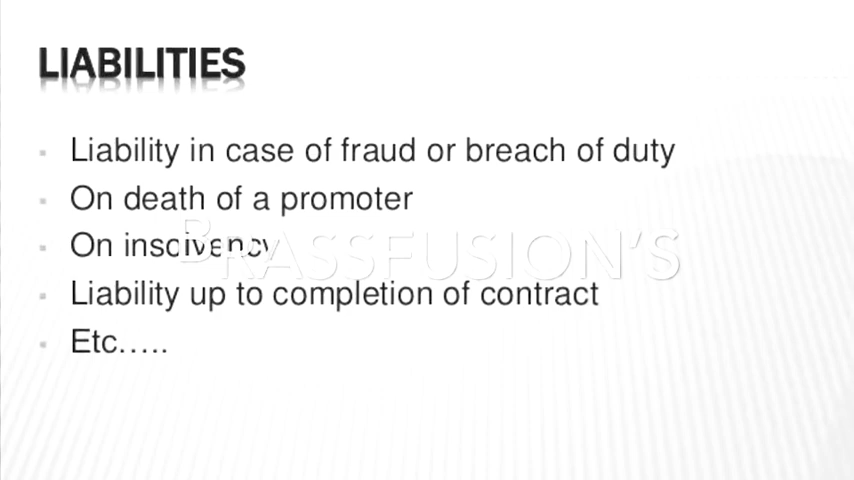 LIABILITIES
Liability in case of fraud or breach of duty
On death of a promoter
On insolvency
BRASSFUSION'S
Liability up to completion of contract
Etc…..